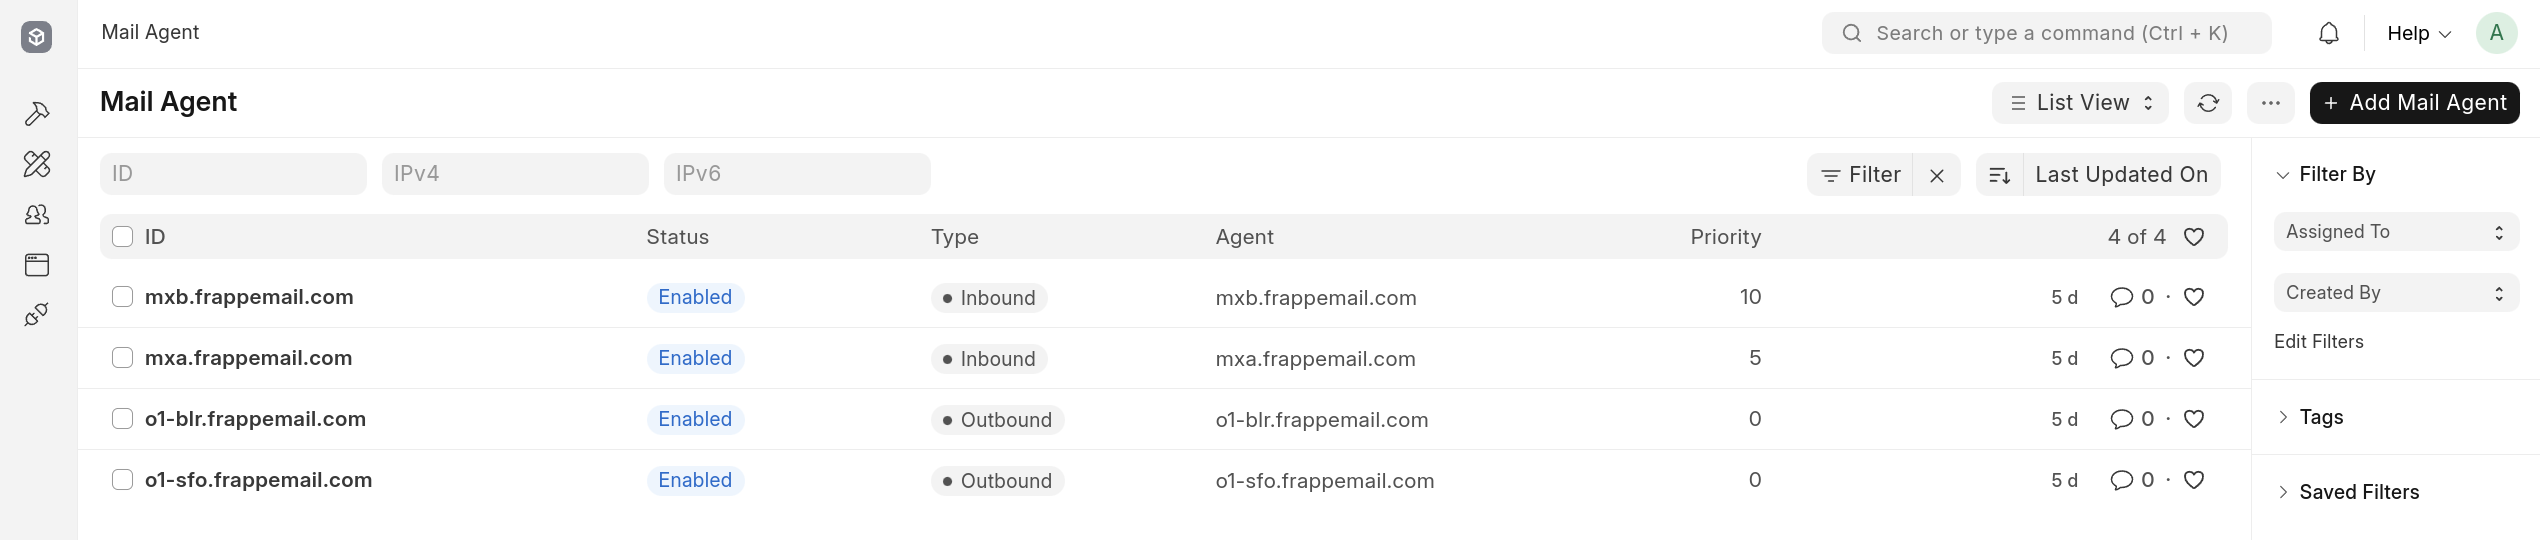 Mail Agent
Search or type a command (Ctrl + K)
Help
A
Mail Agent
List View
+ Add Mail Agent
ID
IPv4
IPv6
Filter
Last Updated On
ID Status Type Agent Priority 4 of 4
mxb.frappemail.com Enabled Inbound mxb.frappemail.com 10 5 d 0 ·
mxa.frappemail.com Enabled Inbound mxa.frappemail.com 5 5 d 0 ·
o1-blr.frappemail.com Enabled Outbound o1-blr.frappemail.com 0 5 d 0 ·
o1-sfo.frappemail.com Enabled Outbound o1-sfo.frappemail.com 0 5 d 0 ·
Filter By
Assigned To
Created By
Edit Filters
Tags
Saved Filters